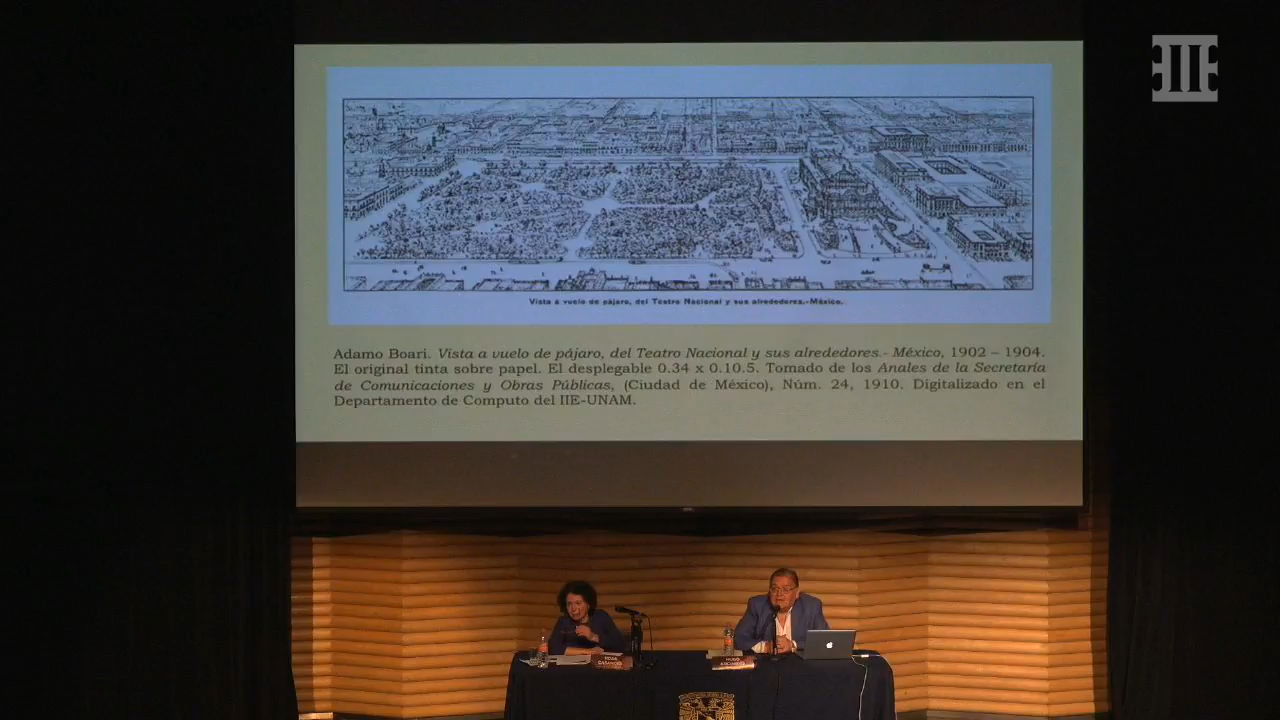 Vista a vuelo de pájaro, del Teatro Nacional y sus alrededores.-México.
Adamo Boari. Vista a vuelo de pájaro, del Teatro Nacional y sus alrededores.- México, 1902 – 1904.
El original tinta sobre papel. El desplegable 0.34 x 0.10.5. Tomado de los Anales de la Secretaría
de Comunicaciones y Obras Públicas, (Ciudad de México), Núm. 24, 1910. Digitalizado en el
Departamento de Computo del IIE-UNAM.
HUGO